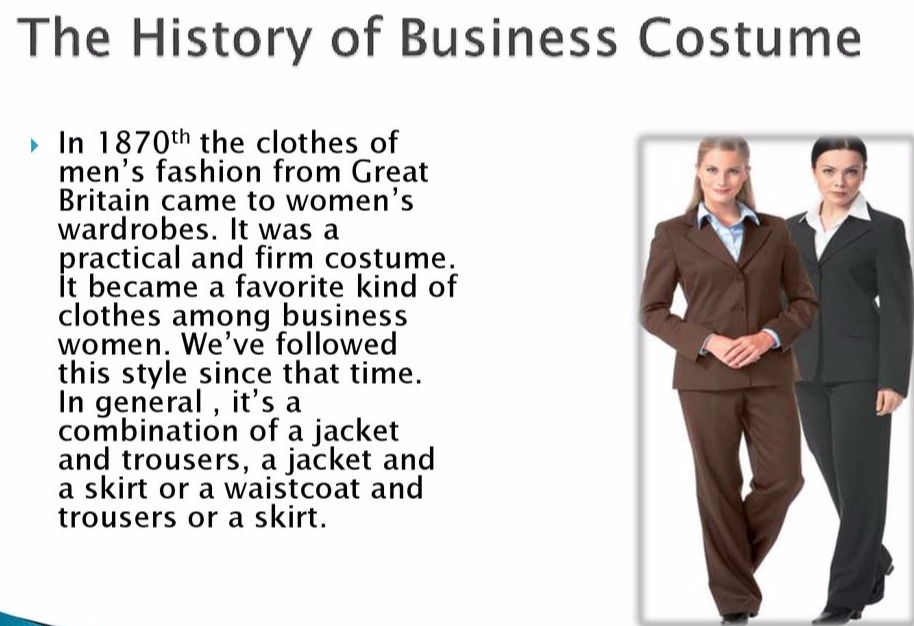 The History of Business Costume
In 1870th the clothes of
men's fashion from Great
Britain came to women's
wardrobes. It was a
practical and firm costume.
It became a favorite kind of
clothes among business
women. We've followed
this style since that time.
In general , it's a
combination of a jacket
and trousers, a jacket and
a skirt or a waistcoat and
trousers or a skirt.